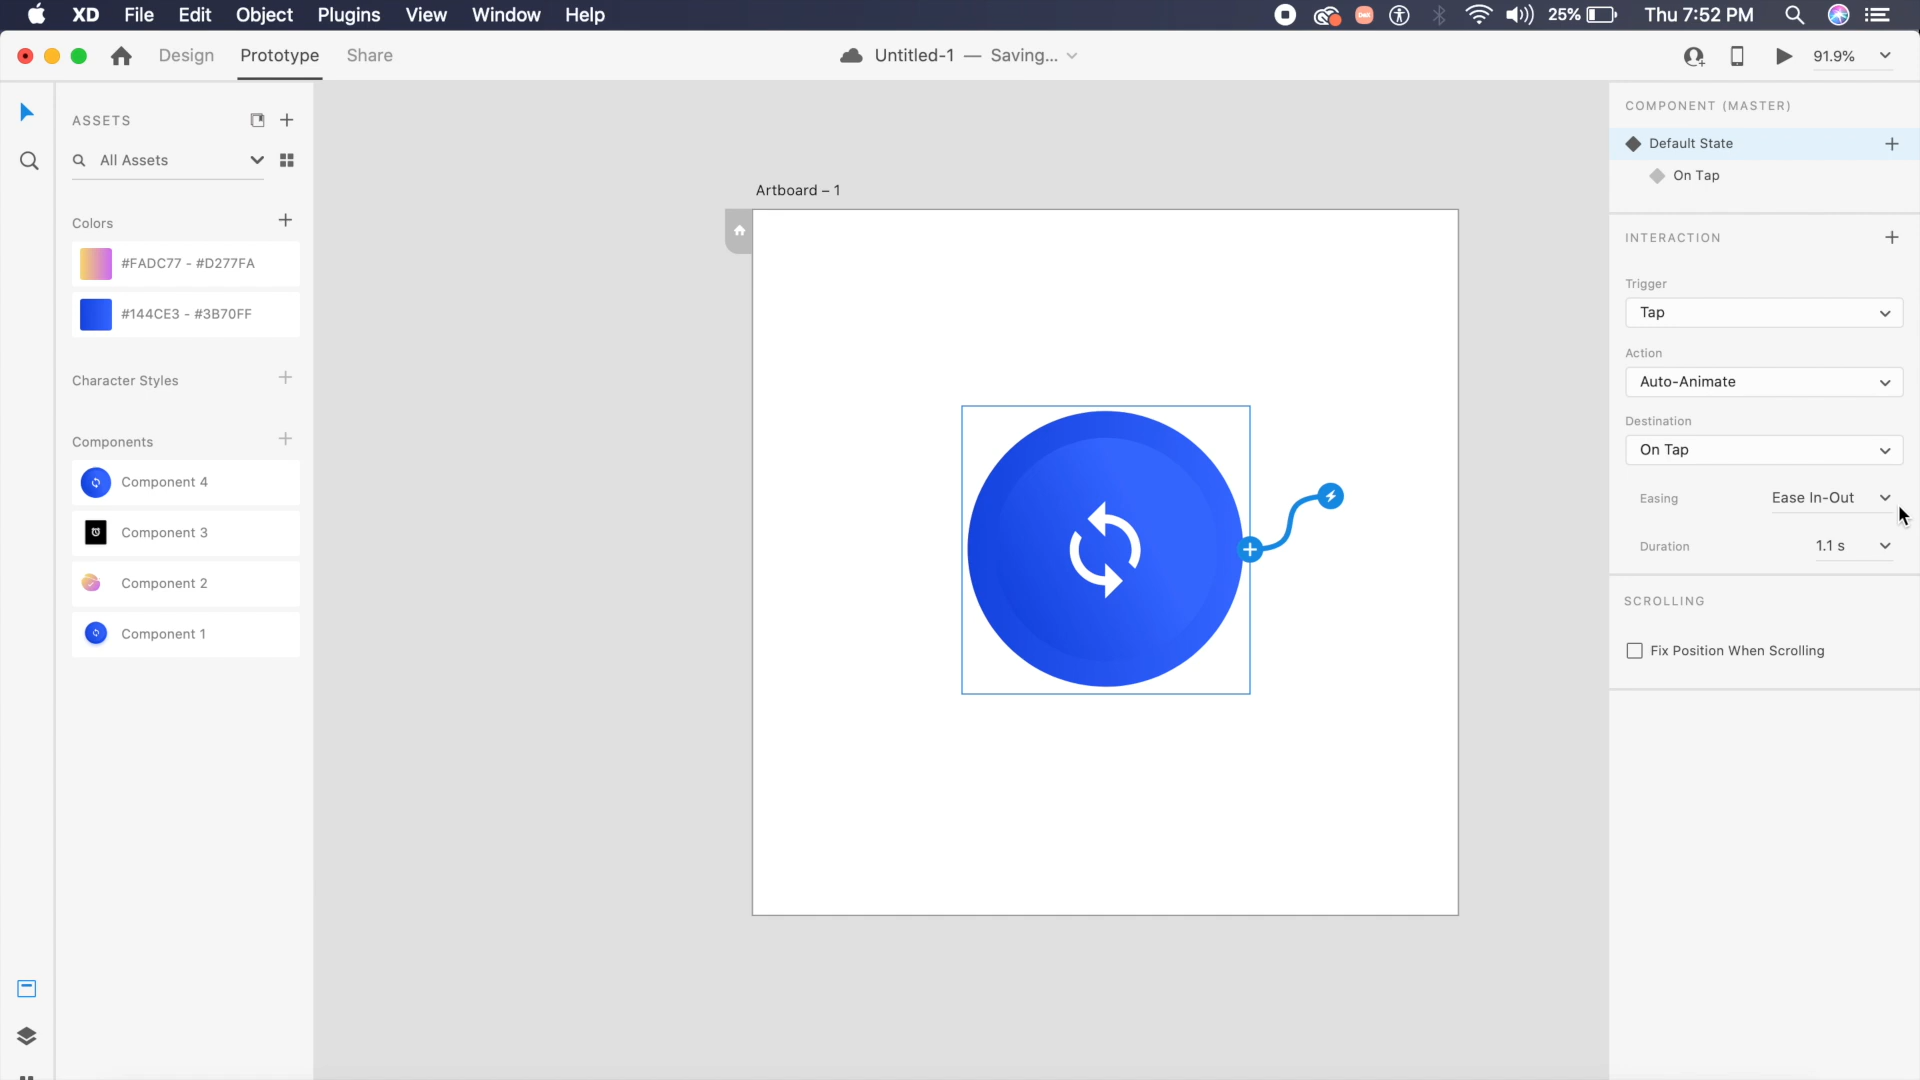 XD File Edit Object Plugins View Window Help 25% Thu 7:52 PM
Design Prototype Share Untitled-1 — Saving... 91.9%
ASSETS
All Assets
Colors
#FADC77 - #D277FA
#144CE3 - #3B70FF
Character Styles
Components
Component 4
Component 3
Component 2
Component 1
Artboard – 1
COMPONENT (MASTER)
Default State
On Tap
INTERACTION
Trigger
Tap
Action
Auto-Animate
Destination
On Tap
Easing Ease In-Out
Duration 1.1 s
SCROLLING
Fix Position When Scrolling